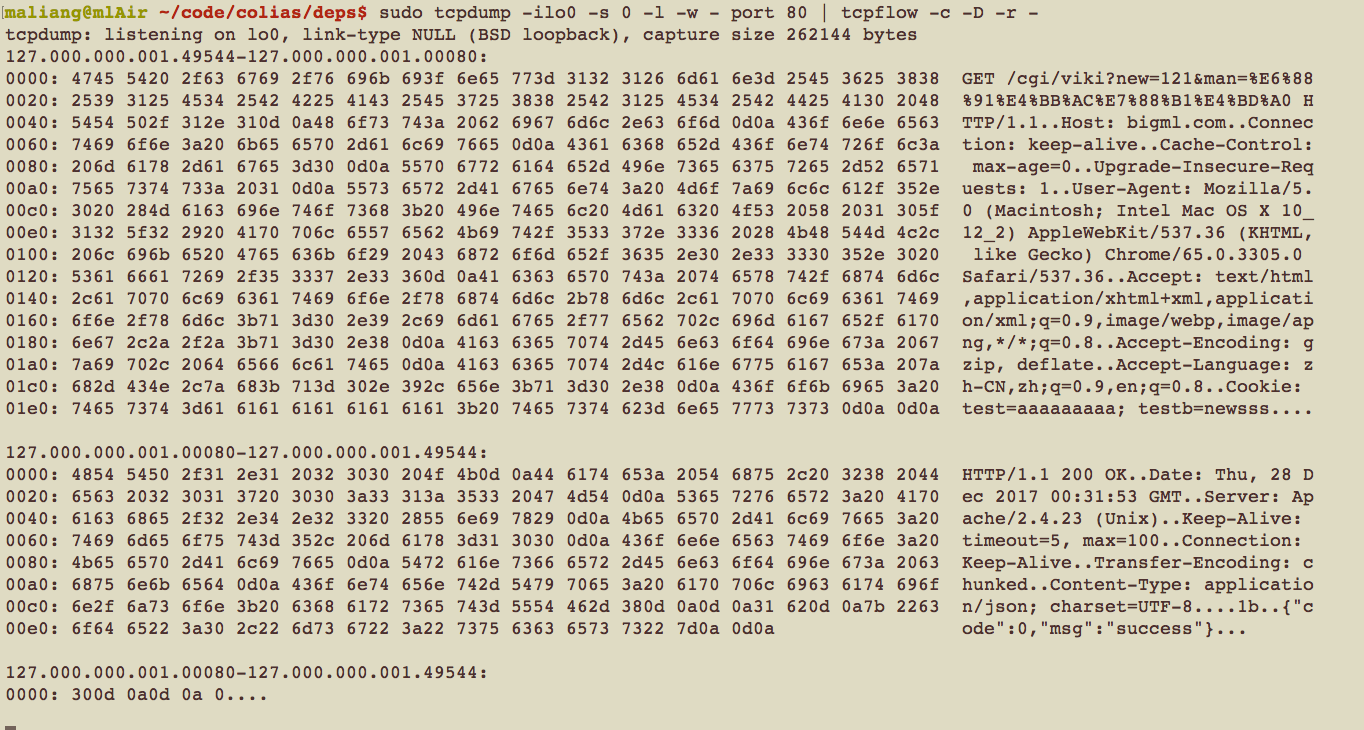 maliang@mlAir ~/code/colias/deps$ sudo tcpdump -ilo0 -s 0 -l -w - port 80 | tcpflow -c -D -r -
tcpdump: listening on lo0, link-type NULL (BSD loopback), capture size 262144 bytes
127.000.000.001.49544-127.000.000.001.00080:
0000: 4745 5420 2f63 6769 2f76 696b 693f 6e65 773d 3132 3126 6d61 6e3d 2545 3625 3838  GET /cgi/viki?new=121&man=%E6%88
0020: 2539 3125 4534 2542 4225 4143 2545 3725 3838 2542 3125 4534 2542 4425 4130 2048  %91%E4%BB%AC%E7%88%B1%E4%BD%A0 H
0040: 5454 502f 312e 310d 0a48 6f73 743a 2062 6967 6d6c 2e63 6f6d 0d0a 436f 6e6e 6563  TTP/1.1..Host: bigml.com..Connec
0060: 7469 6f6e 3a20 6b65 6570 2d61 6c69 7665 0d0a 4361 6368 652d 436f 6e74 726f 6c3a  tion: keep-alive..Cache-Control:
0080: 206d 6178 2d61 6765 3d30 0d0a 5570 6772 6164 652d 496e 7365 6375 7265 2d52 6571   max-age=0..Upgrade-Insecure-Req
00a0: 7565 7374 733a 2031 0d0a 5573 6572 2d41 6765 6e74 3a20 4d6f 7a69 6c6c 612f 352e  uests: 1..User-Agent: Mozilla/5.
00c0: 3020 284d 6163 696e 746f 7368 3b20 496e 7465 6c20 4d61 6320 4f53 2058 2031 305f  0 (Macintosh; Intel Mac OS X 10_
00e0: 3132 5f32 2920 4170 706c 6557 6562 4b69 742f 3533 372e 3336 2028 4b48 544d 4c2c  12_2) AppleWebKit/537.36 (KHTML,
0100: 206c 696b 6520 4765 636b 6f29 2043 6872 6f6d 652f 3635 2e30 2e33 3330 352e 3020   like Gecko) Chrome/65.0.3305.0
0120: 5361 6661 7269 2f35 3337 2e33 360d 0a41 6363 6570 743a 2074 6578 742f 6874 6d6c  Safari/537.36..Accept: text/html
0140: 2c61 7070 6c69 6361 7469 6f6e 2f78 6874 6d6c 2b78 6d6c 2c61 7070 6c69 6361 7469  ,application/xhtml+xml,applicati
0160: 6f6e 2f78 6d6c 3b71 3d30 2e39 2c69 6d61 6765 2f77 6562 702c 696d 6167 652f 6170  on/xml;q=0.9,image/webp,image/ap
0180: 6e67 2c2a 2f2a 3b71 3d30 2e38 0d0a 4163 6365 7074 2d45 6e63 6f64 696e 673a 2067  ng,*/*;q=0.8..Accept-Encoding: g
01a0: 7a69 702c 2064 6566 6c61 7465 0d0a 4163 6365 7074 2d4c 616e 6775 6167 653a 207a  zip, deflate..Accept-Language: z
01c0: 682d 434e 2c7a 683b 713d 302e 392c 656e 3b71 3d30 2e38 0d0a 436f 6f6b 6965 3a20  h-CN,zh;q=0.9,en;q=0.8..Cookie:
01e0: 7465 7374 3d61 6161 6161 6161 6161 3b20 7465 7374 623d 6e65 7773 7373 0d0a 0d0a  test=aaaaaaaaa; testb=newsss....
127.000.000.001.00080-127.000.000.001.49544:
0000: 4854 5450 2f31 2e31 2032 3030 204f 4b0d 0a44 6174 653a 2054 6875 2c20 3238 2044  HTTP/1.1 200 OK..Date: Thu, 28 D
0020: 6563 2032 3031 3720 3030 3a33 313a 3533 2047 4d54 0d0a 5365 7276 6572 3a20 4170  ec 2017 00:31:53 GMT..Server: Ap
0040: 6163 6865 2f32 2e34 2e32 3320 2855 6e69 7829 0d0a 4b65 6570 2d41 6c69 7665 3a20  ache/2.4.23 (Unix)..Keep-Alive:
0060: 7469 6d65 6f75 743d 352c 206d 6178 3d31 3030 0d0a 436f 6e6e 6563 7469 6f6e 3a20  timeout=5, max=100..Connection:
0080: 4b65 6570 2d41 6c69 7665 0d0a 5472 616e 7366 6572 2d45 6e63 6f64 696e 673a 2063  Keep-Alive..Transfer-Encoding: c
00a0: 6875 6e6b 6564 0d0a 436f 6e74 656e 742d 5479 7065 3a20 6170 706c 6963 6174 696f  hunked..Content-Type: applicatio
00c0: 6e2f 6a73 6f6e 3b20 6368 6172 7365 743d 5554 462d 380d 0a0d 0a31 620d 0a7b 2263  n/json; charset=UTF-8....1b..{"c
00e0: 6f64 6522 3a30 2c22 6d73 6722 3a22 7375 6363 6573 7322 7d0a 0d0a  ode":0,"msg":"success"}...
127.000.000.001.00080-127.000.000.001.49544:
0000: 300d 0a0d 0a 0....